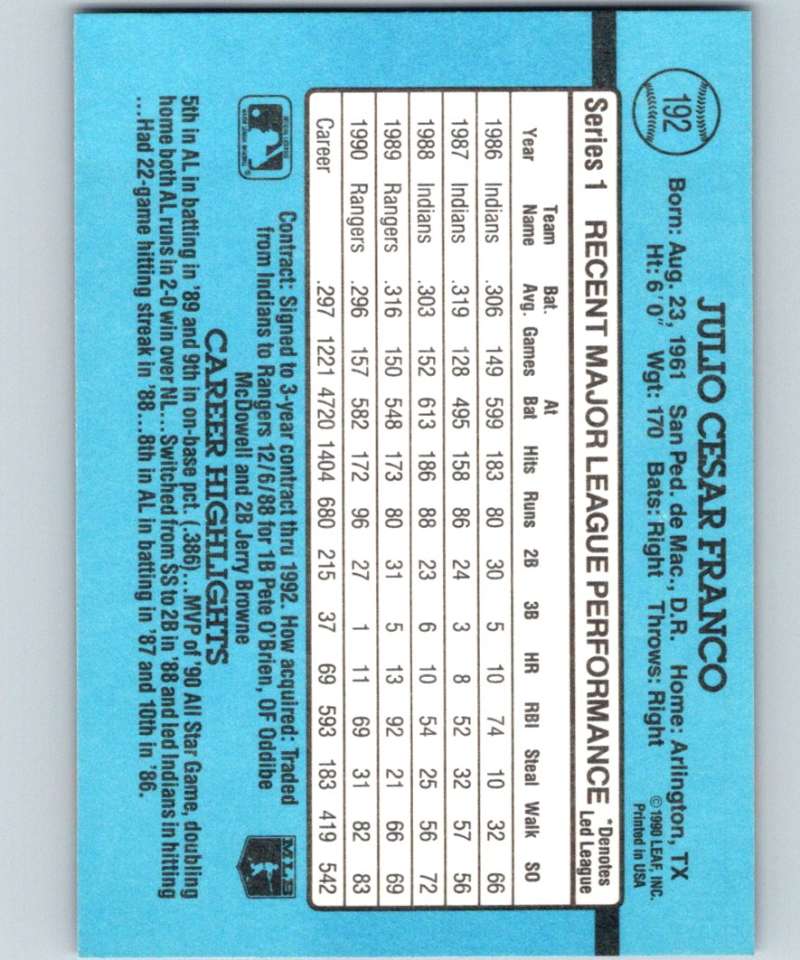 192
JULIO CESAR FRANCO
Born: Aug. 23, 1961 San Ped. de Mac., D.R. Home: Arlington, TX
Ht: 6'0" Wgt: 170 Bats: Right Throws: Right
©1990 LEAF, INC.
Printed in USA
Series 1 RECENT MAJOR LEAGUE PERFORMANCE *Denotes Led League
Year Team Name Bat. Avg. Games At Bat Hits Runs 2B 3B HR RBI Steal Walk SO
1986 Indians .306 149 599 183 80 30 5 10 74 10 32 66
1987 Indians .319 128 495 158 86 24 3 8 52 32 57 56
1988 Indians .303 152 613 186 88 23 6 10 54 25 56 72
1989 Rangers .316 150 548 173 80 31 5 13 92 21 66 69
1990 Rangers .296 157 582 172 96 27 1 11 69 31 82 83
Career .297 1221 4720 1404 680 215 37 69 593 183 419 542
Contract: Signed to 3-year contract thru 1992. How acquired: Traded
from Indians to Rangers 12/6/88 for 1B Pete O'Brien, OF Oddibe
McDowell and 2B Jerry Browne
MLB
CAREER HIGHLIGHTS
5th in AL in batting in '89 and 9th in on-base pct. (.386)...MVP of '90 All Star Game, doubling
home both AL runs in 2-0 win over NL...Switched from SS to 2B in '88 and led Indians in hitting
...Had 22-game hitting streak in '88...8th in AL in batting in '87 and 10th in '86.